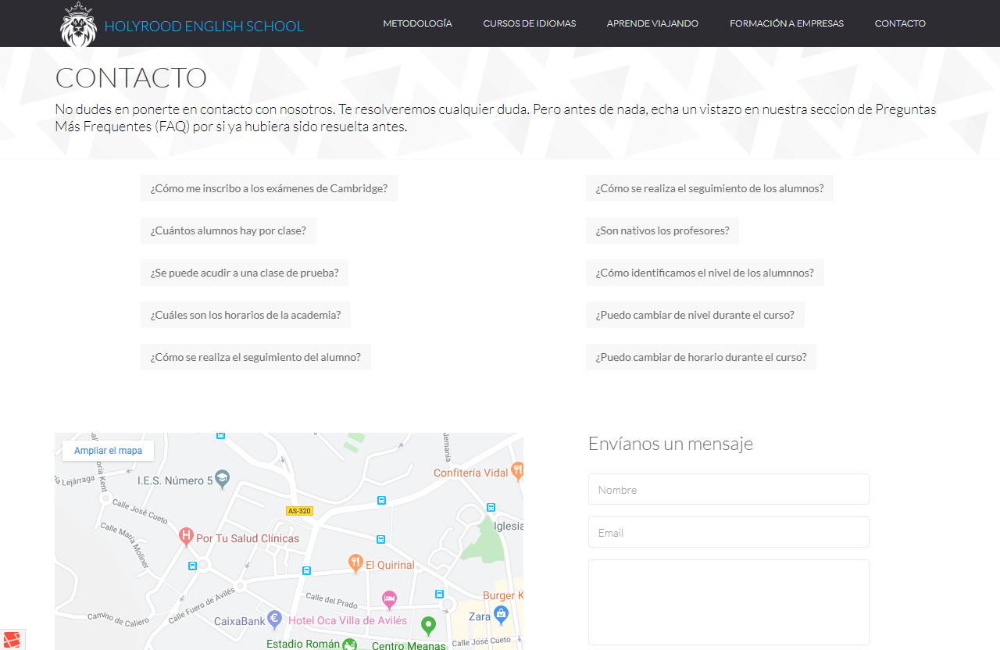 HOLYROOD ENGLISH SCHOOL
METODOLOGÍA
CURSOS DE IDIOMAS
APRENDE VIAJANDO
FORMACIÓN A EMPRESAS
CONTACTO
CONTACTO
No dudes en ponerte en contacto con nosotros. Te resolveremos cualquier duda. Pero antes de nada, echa un vistazo en nuestra seccion de Preguntas
Más Frequentes (FAQ) por si ya hubiera sido resuelta antes.
¿Cómo me inscribo a los exámenes de Cambridge?
¿Cuántos alumnos hay por clase?
¿Se puede acudir a una clase de prueba?
¿Cuáles son los horarios de la academia?
¿Cómo se realiza el seguimiento del alumno?
¿Cómo se realiza el seguimiento de los alumnos?
¿Son nativos los profesores?
¿Cómo identificamos el nivel de los alumnnos?
¿Puedo cambiar de nivel durante el curso?
¿Puedo cambiar de horario durante el curso?
Ampliar el mapa
oria Kent
Lejárraga
I.E.S. Número 5
lemania
Confitería Vidal
Calle José Cueto
AS-320
Iglesia
Calle María Moliner
Por Tu Salud Clínicas
Calle José Cueto
El Quirinal
Calle Fuero de Avilés
Calle del Prado
Burger K
Camino de Caliero
CaixaBank
Hotel Oca Villa de Avilés
Zara
Estadio Román
Centro Meanas
Calle José Cueto
Envíanos un mensaje
Nombre
Email